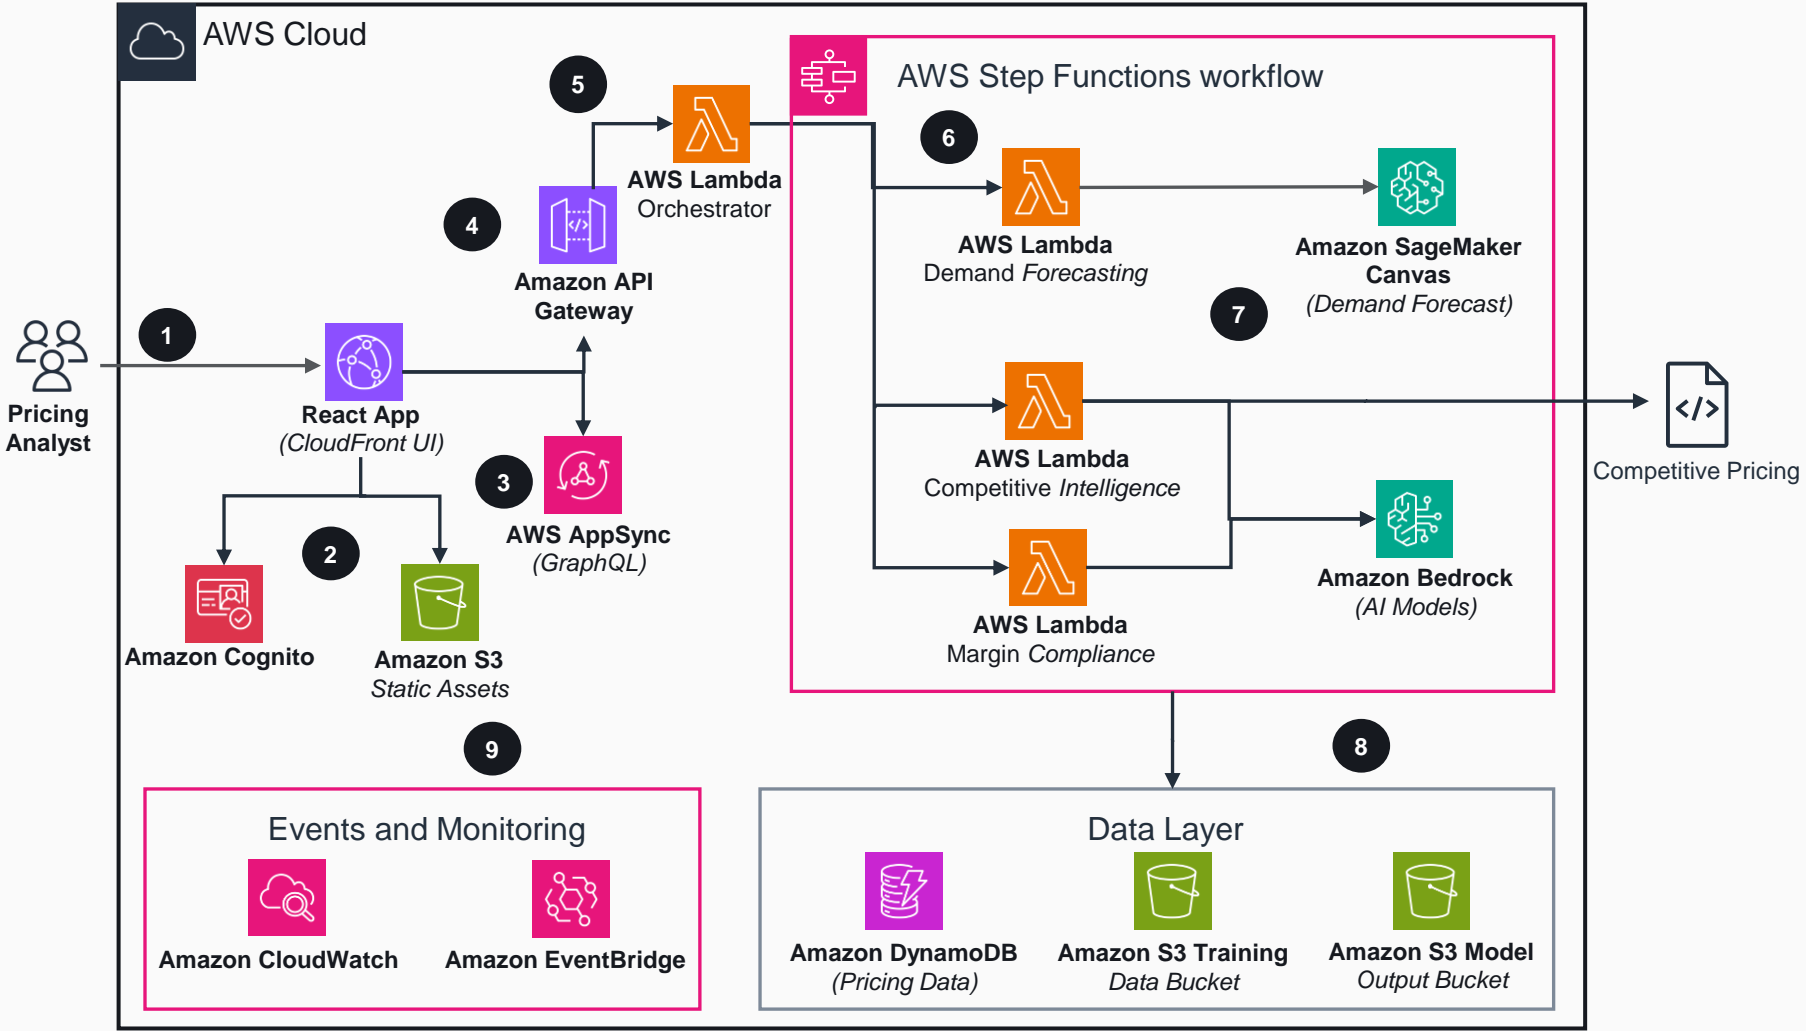 AWS Cloud
5
AWS Step Functions workflow
6
AWS Lambda
Orchestrator
4
Amazon API
Gateway
AWS Lambda
Demand Forecasting
Amazon SageMaker
Canvas
(Demand Forecast)
7
1
Pricing
Analyst
React App
(CloudFront UI)
3
AWS AppSync
(GraphQL)
2
Amazon Cognito
Amazon S3
Static Assets
AWS Lambda
Competitive Intelligence
</>
Competitive Pricing
AWS Lambda
Margin Compliance
Amazon Bedrock
(AI Models)
9
8
Events and Monitoring
Amazon CloudWatch
Amazon EventBridge
Data Layer
Amazon DynamoDB
(Pricing Data)
Amazon S3 Training
Data Bucket
Amazon S3 Model
Output Bucket